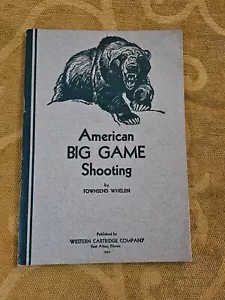 American
BIG GAME
Shooting
by
TOWNSEND WHELEN
Published by
WESTERN CARTRIDGE COMPANY
East Alton, Illinois